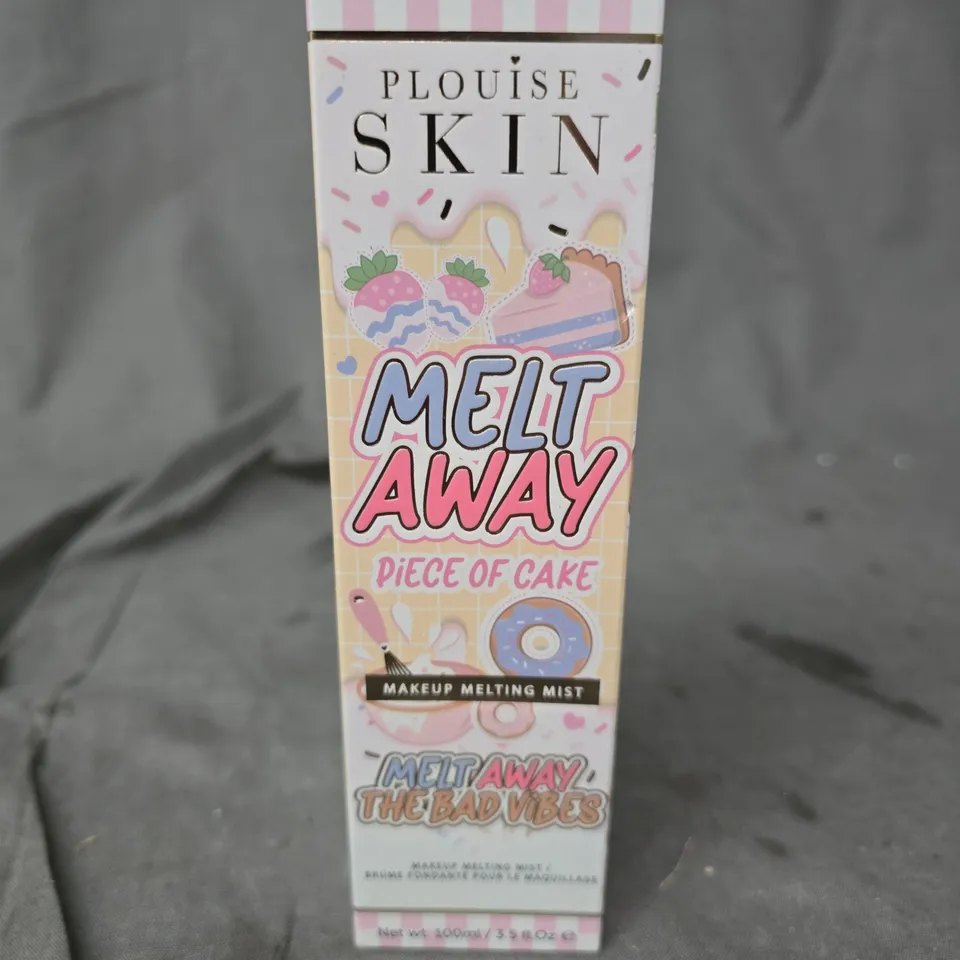 PLOUiSE
SKIN
MELT
AWAY
PiECE OF CAKE
MAKEUP MELTING MIST
MELT AWAY
THE BAD ViBES
MAKEUP MELTING MIST /
BRUME FONDANTE POUR LE MAQUILLAGE
Net wt. 100ml / 3.5 fl.Oz ℮